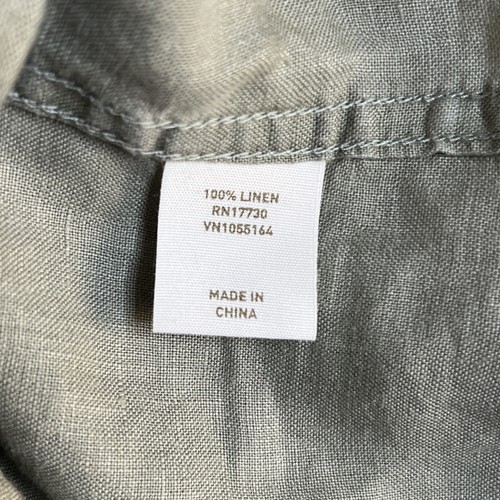 100% LINEN
RN17730
VN1055164
MADE IN
CHINA